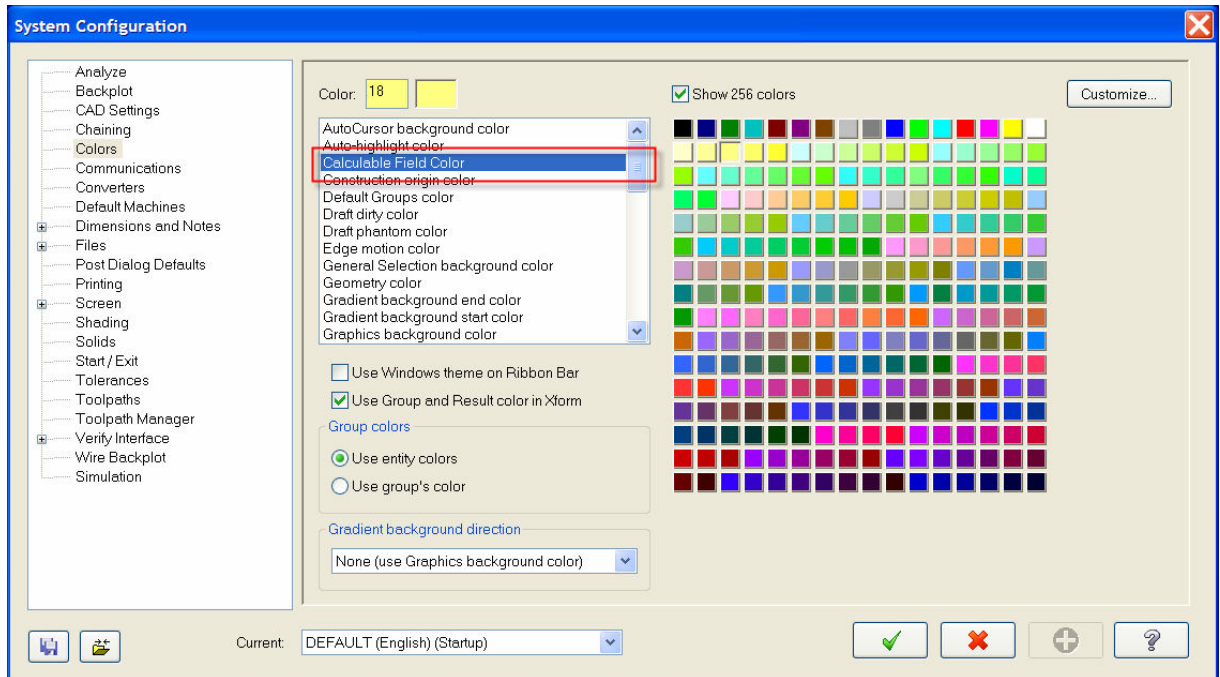 System Configuration
Analyze
Backplot
CAD Settings
Chaining
Colors
Communications
Converters
Default Machines
Dimensions and Notes
Files
Post Dialog Defaults
Printing
Screen
Shading
Solids
Start / Exit
Tolerances
Toolpaths
Toolpath Manager
Verify Interface
Wire Backplot
Simulation
Color: 18
Show 256 colors
Customize...
AutoCursor background color
Auto-highlight color
Calculable Field Color
Construction origin color
Default Groups color
Draft dirty color
Draft phantom color
Edge motion color
General Selection background color
Geometry color
Gradient background end color
Gradient background start color
Graphics background color
Use Windows theme on Ribbon Bar
Use Group and Result color in Xform
Group colors
Use entity colors
Use group's color
Gradient background direction
None (use Graphics background color)
Current: DEFAULT (English) (Startup)